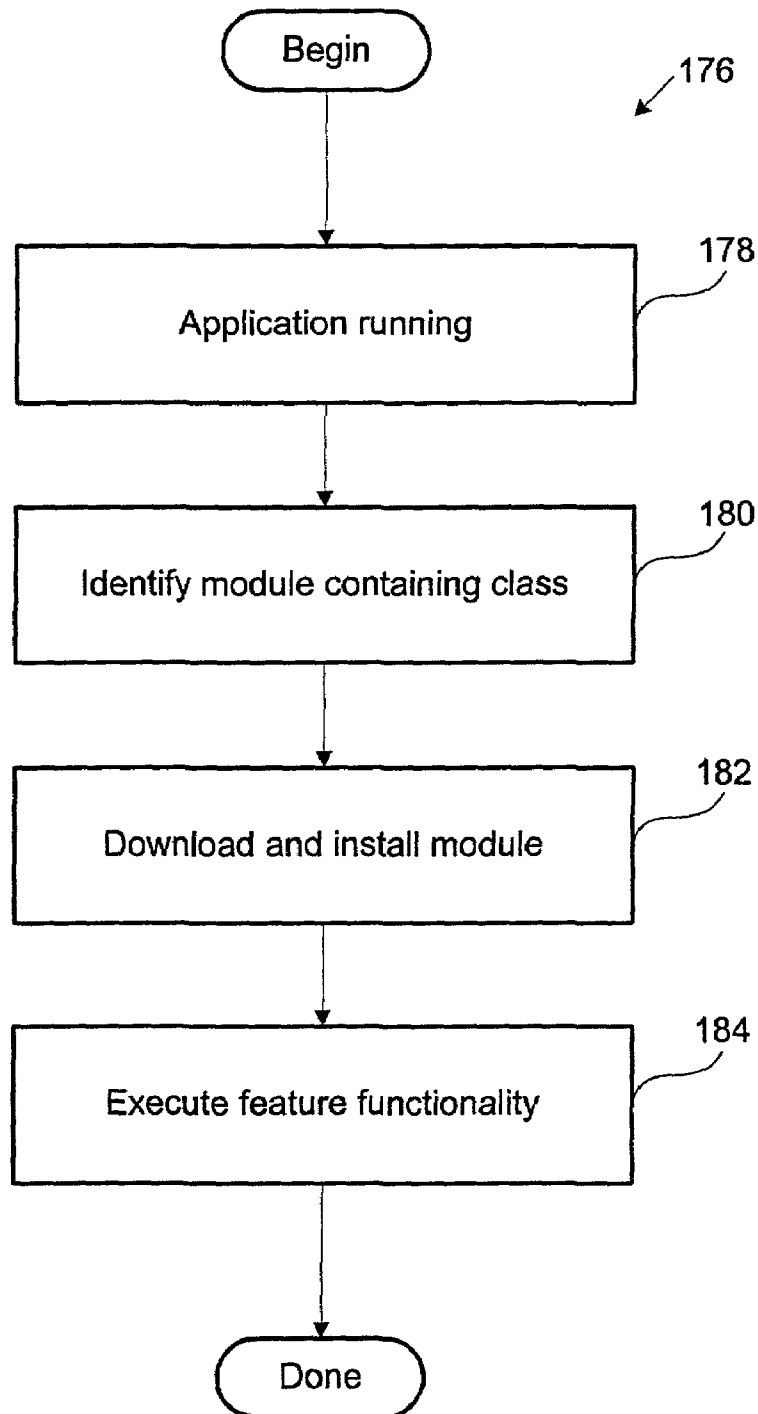 Begin
176
178
Application running
180
Identify module containing class
182
Download and install module
184
Execute feature functionality
Done